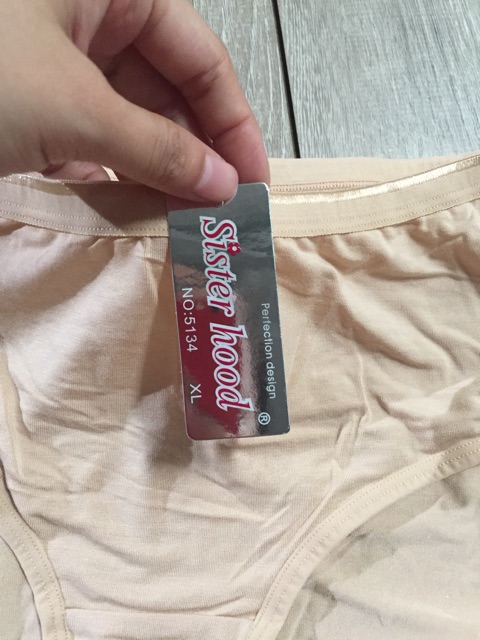 Perfection design
Sister hood®
NO:5134 XL